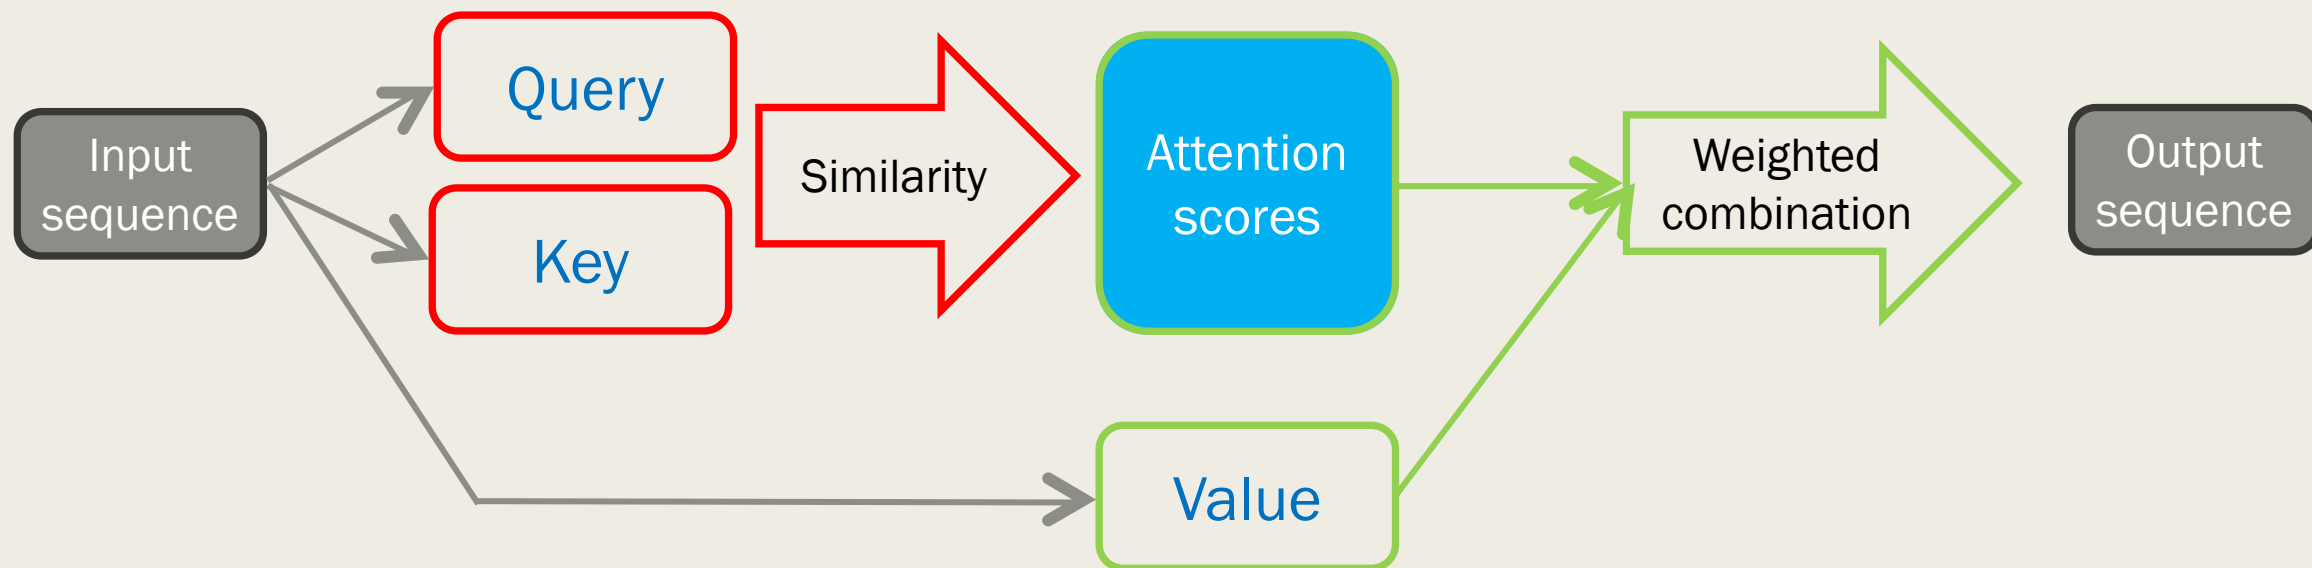 Input
sequence
Query
Key
Similarity
Attention
scores
Value
Weighted
combination
Output
sequence